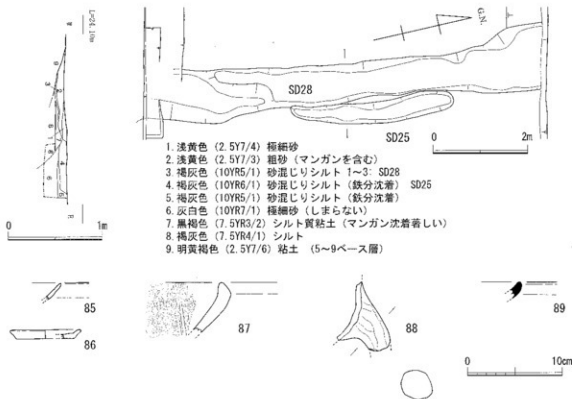 L=24.10m
G.N.
SD28
SD25
0 2m
1. 浅黄色 (2.5Y7/4) 極細砂
2. 浅黄色 (2.5Y7/3) 粗砂 (マンガンを含む)
3. 褐灰色 (10YR5/1) 砂混じりシルト 1~3: SD28
4. 褐灰色 (10YR6/1) 砂混じりシルト (鉄分沈着) SD25
5. 褐灰色 (10YR5/1) 砂混じりシルト (鉄分沈着)
6. 灰白色 (10YR7/1) 極細砂 (しまらない)
7. 黒褐色 (7.5YR3/2) シルト質粘土 (マンガン沈着著しい)
8. 褐灰色 (7.5YR4/1) シルト
9. 明黄褐色 (2.5Y7/6) 粘土 (5~9ベース層)
0 1m
85
86
87
88
89
0 10cm